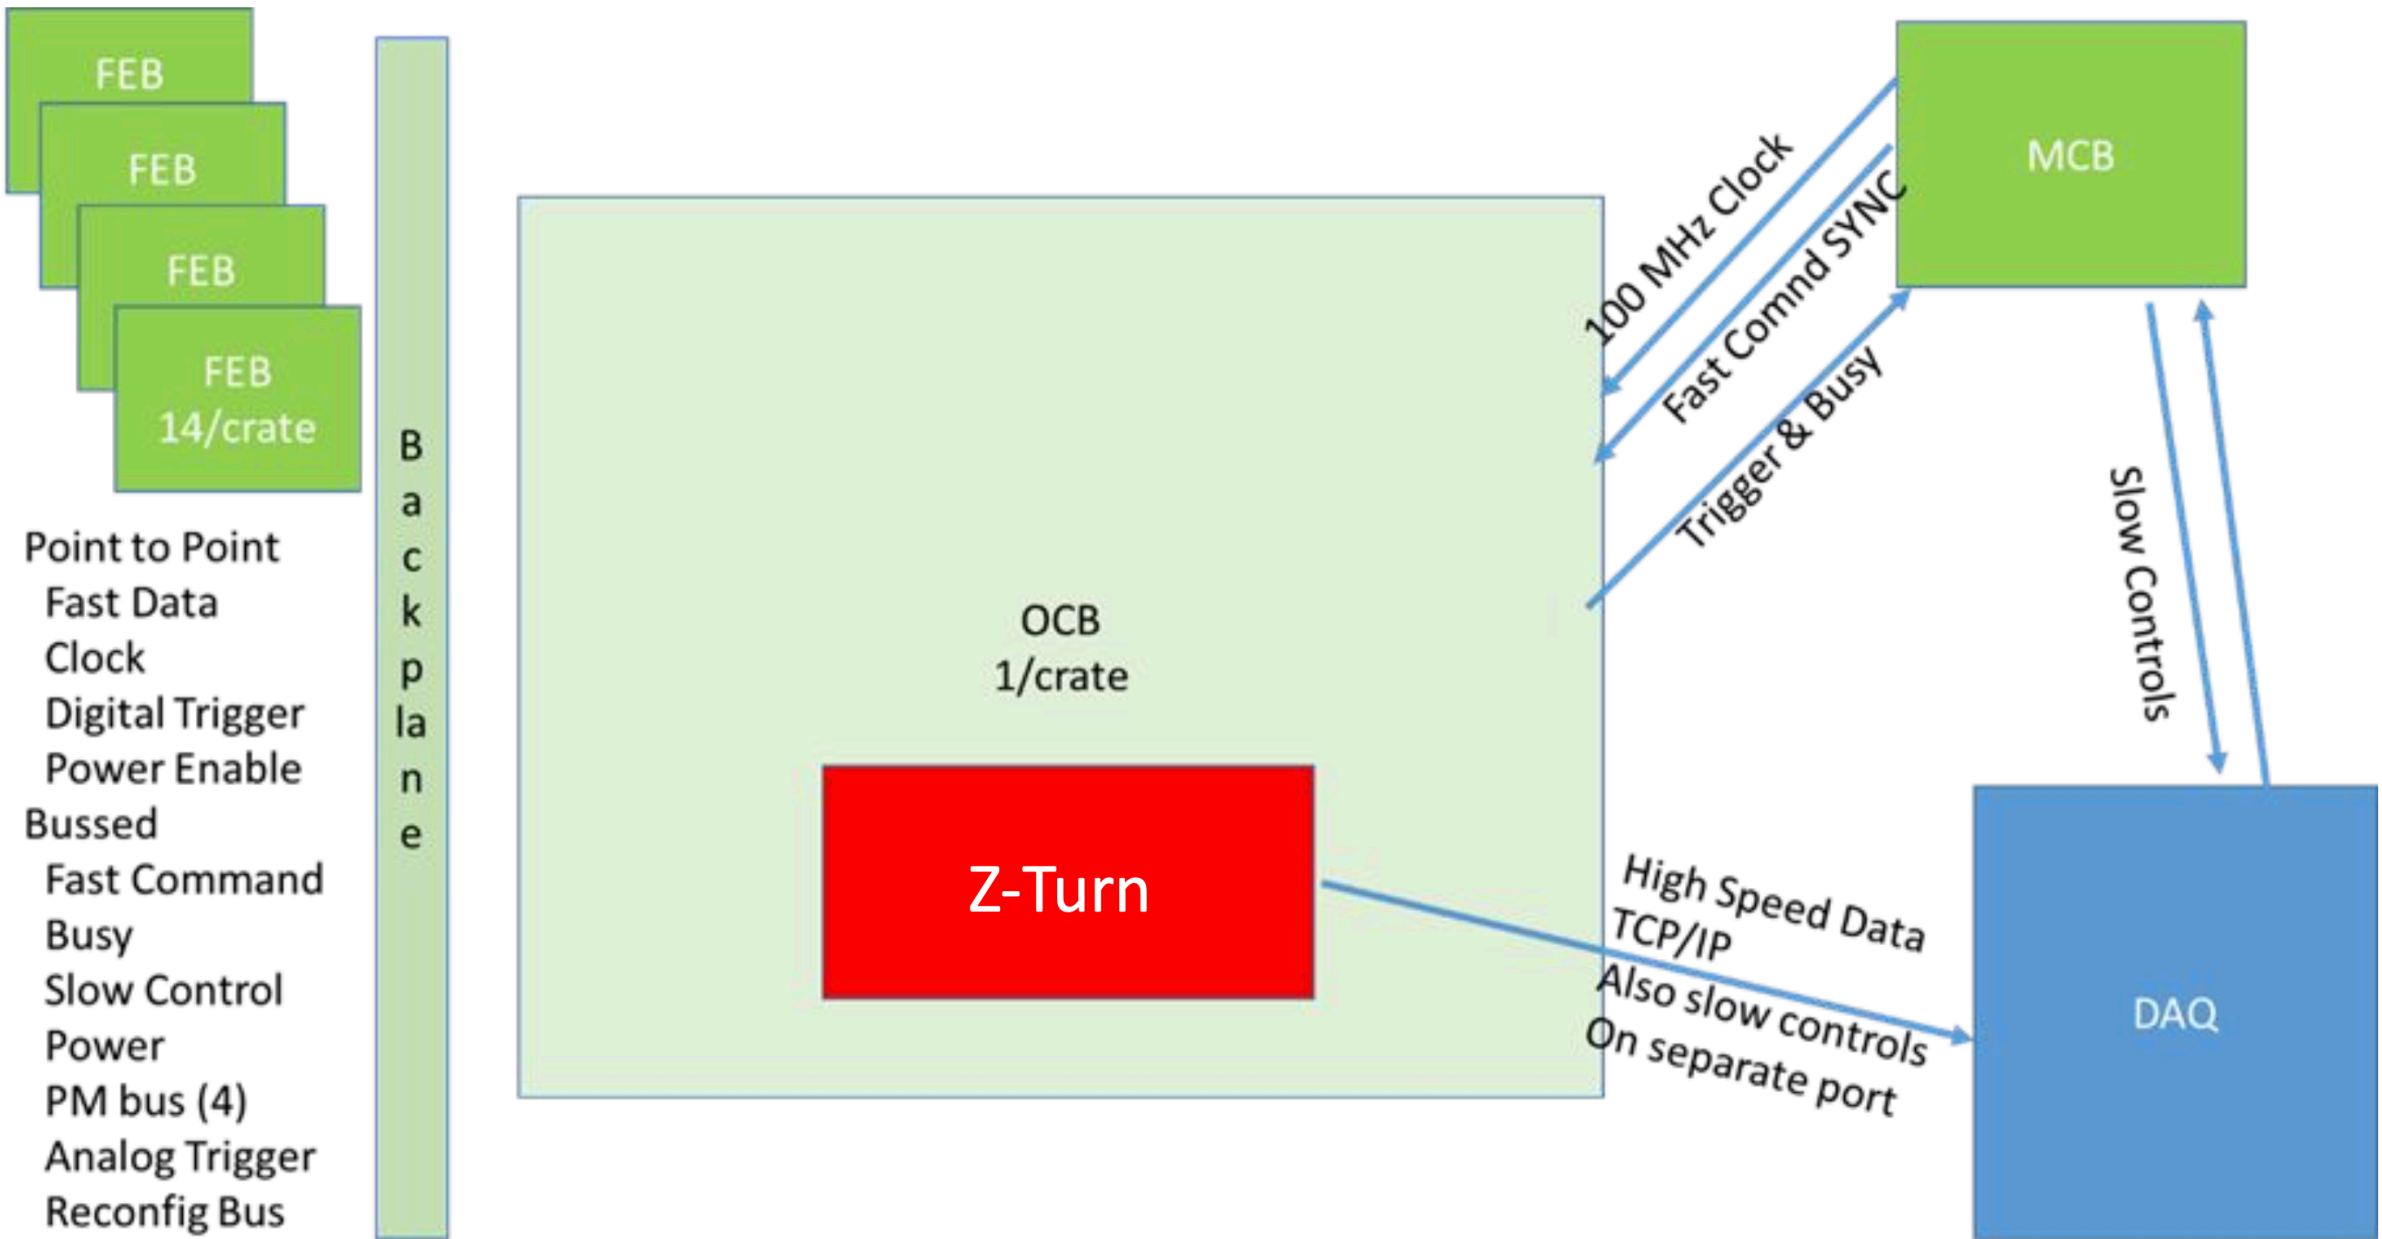 FEB
FEB
FEB
FEB
14/crate
Point to Point
Fast Data
Clock
Digital Trigger
Power Enable
Bussed
Fast Command
Busy
Slow Control
Power
PM bus (4)
Analog Trigger
Reconfig Bus
B
a
c
k
p
la
n
e
OCB
1/crate
Z-Turn
100 MHz Clock
Fast Comnd SYNC
Trigger & Busy
MCB
Slow Controls
High Speed Data
TCP/IP
Also slow controls
On separate port
DAQ